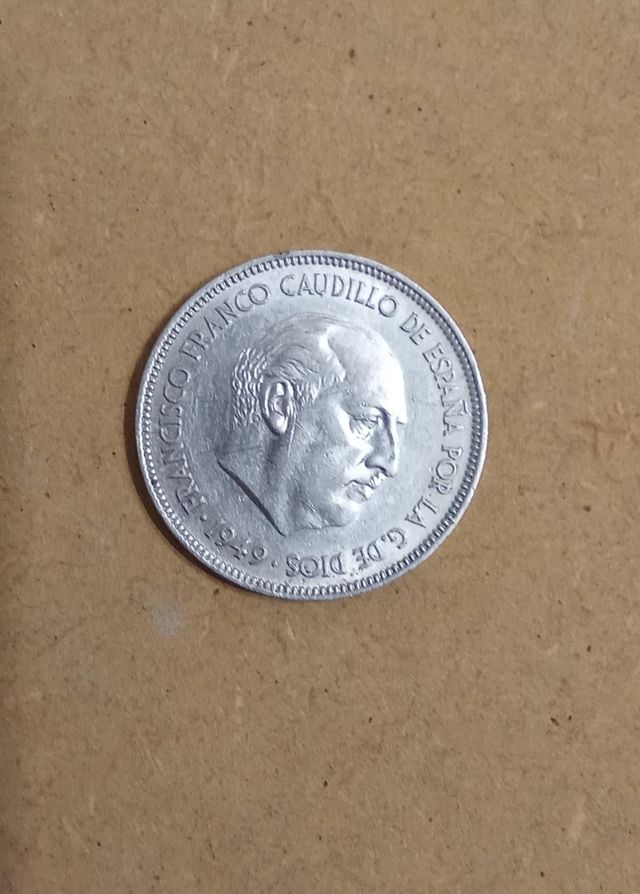 FRANCISCO FRANCO CAUDILLO DE ESPAÑA POR LA G. DE DIOS · 1949 ·